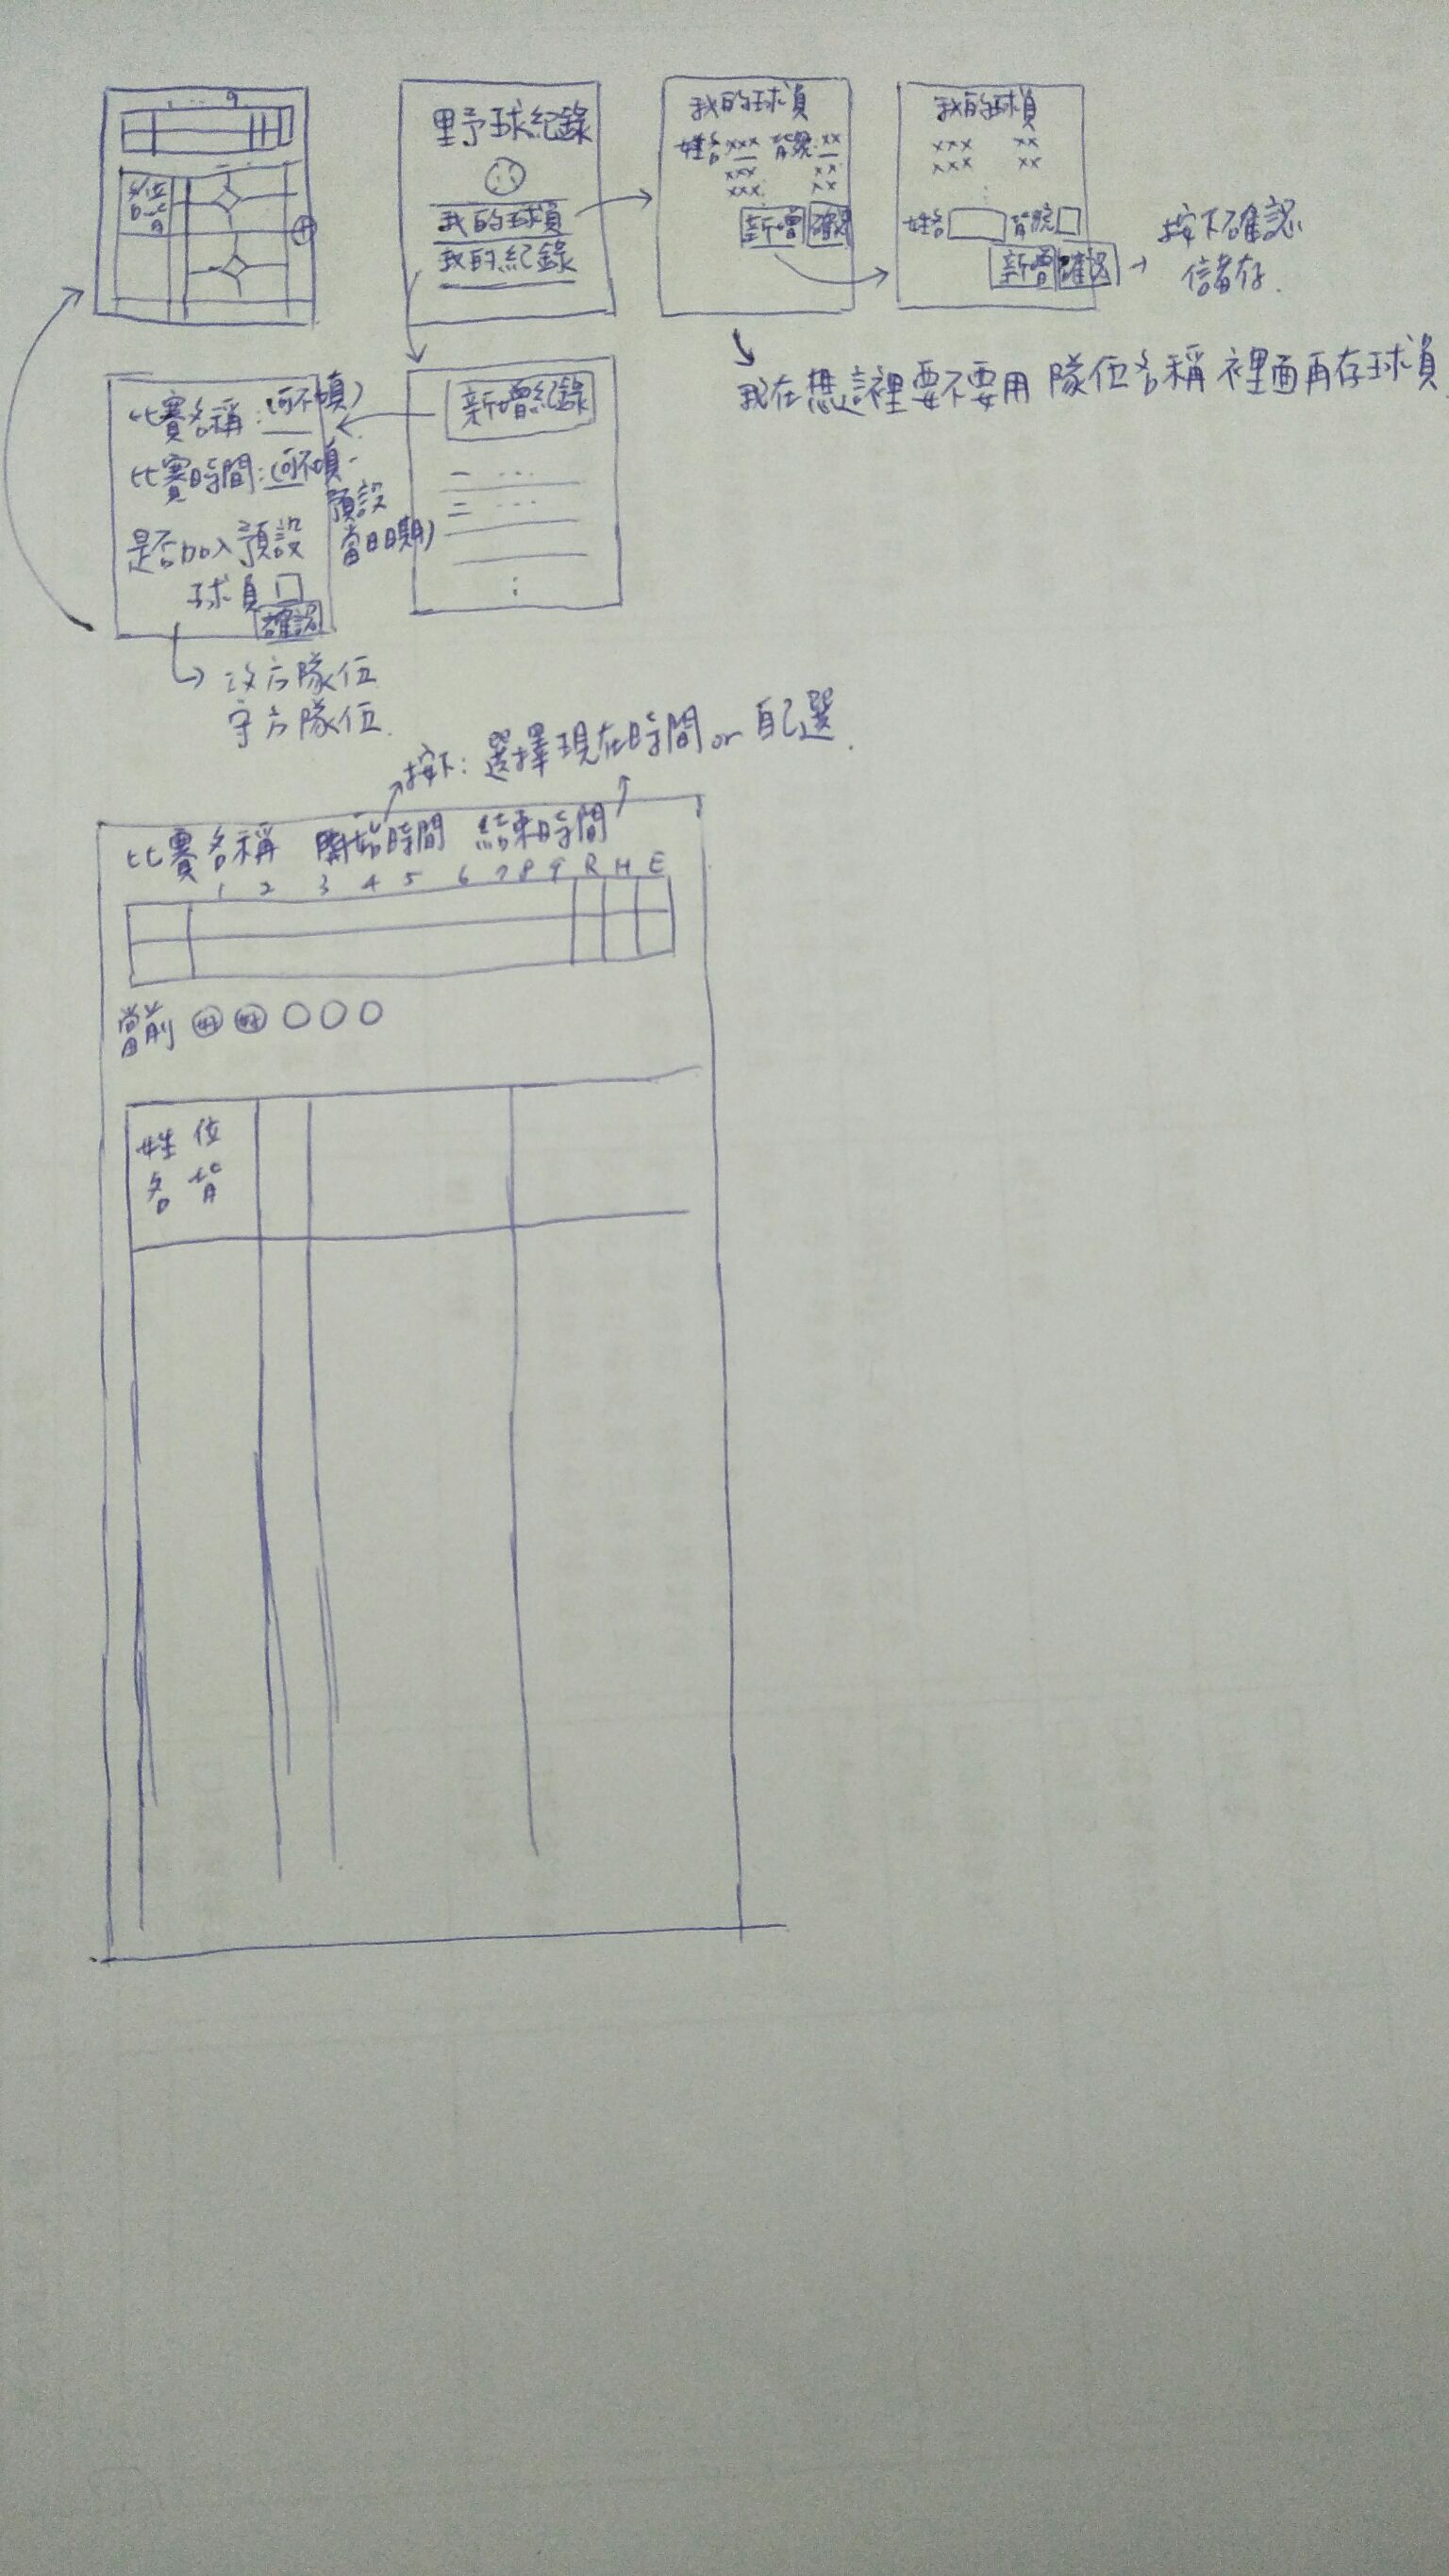 1 ... 9
名 位
背
野球紀錄
我的球員
我的紀錄
我的球員
姓名 xxx 背號: xx
xxx xx
xxx xx
新增 確認
我的球員
xxx xx
xxx xx
姓名 背號
新增 確認
按下確認
儲存.
我在想這裡要不要用 隊伍名稱 裡面再存球員
比賽名稱: (可不填)
比賽時間: (可不填.
預設
當日日期)
是否加入預設
球員
確認
攻方隊伍
守方隊伍.
新增紀錄
一 ...
二 ...
按下: 選擇現在時間 or 自己選.
比賽名稱 開始時間 結束時間
1 2 3 4 5 6 7 8 9 R H E
當前 好 好
姓 位
名 背